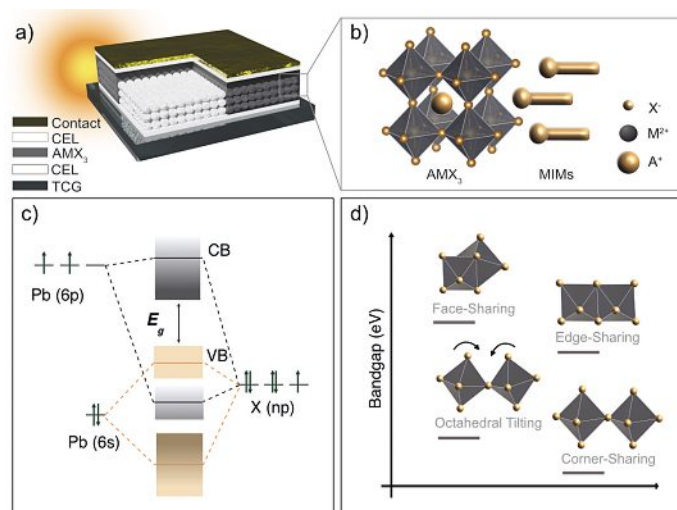 a)
Contact
CEL
AMX₃
CEL
TCG
b)
AMX₃
MIMs
X⁻
M²⁺
A⁺
c)
Pb (6p)
CB
E_g
VB
X (np)
Pb (6s)
d)
Bandgap (eV)
Face-Sharing
Edge-Sharing
Octahedral Tilting
Corner-Sharing